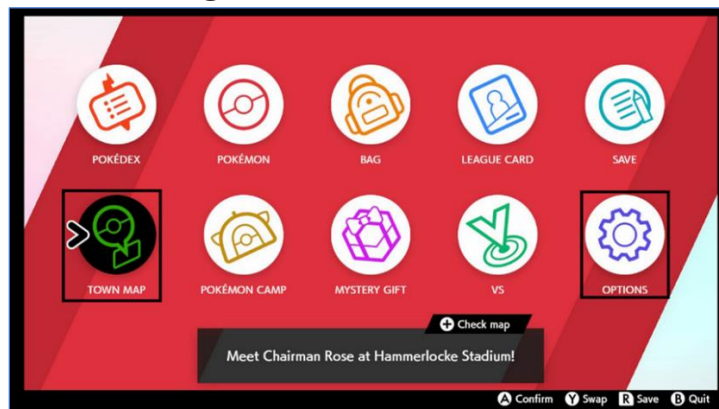 POKÉDEX
POKÉMON
BAG
LEAGUE CARD
SAVE
TOWN MAP
POKÉMON CAMP
MYSTERY GIFT
VS
OPTIONS
+ Check map
Meet Chairman Rose at Hammerlocke Stadium!
A Confirm Y Swap R Save B Quit